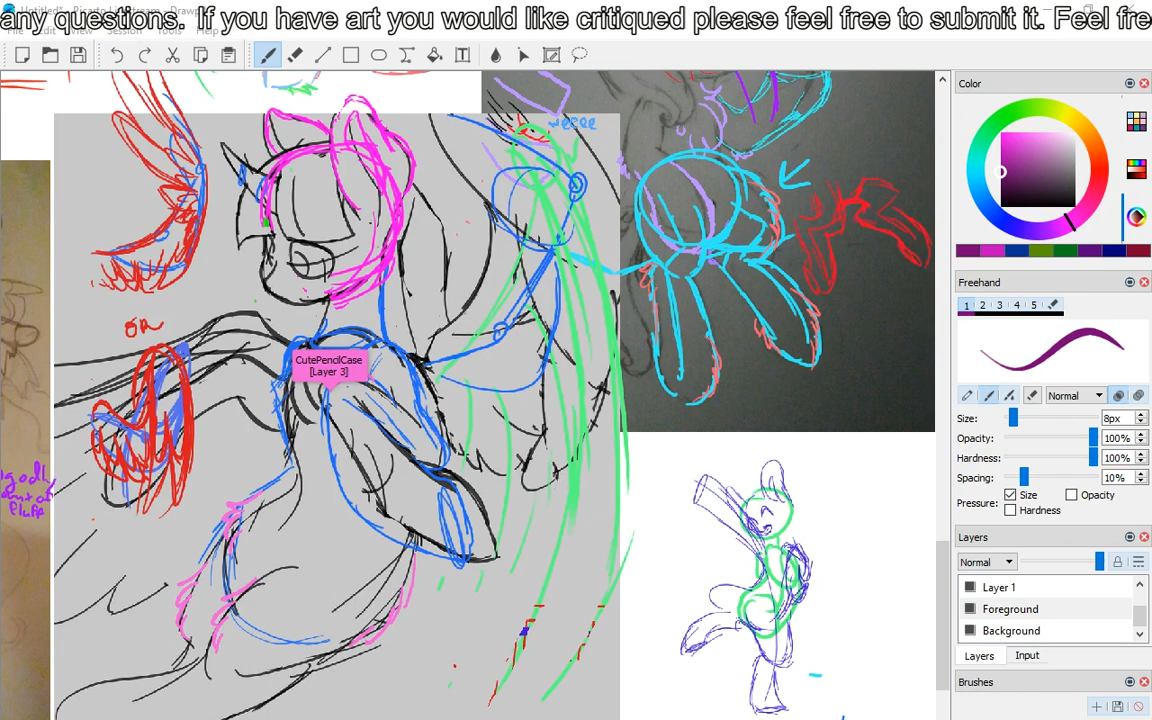 any questions.  If you have art you would like critiqued please feel free to submit it. Feel fre
Color
Freehand
1 2 3 4 5
OR
CutePencilCase
[Layer 3]
Normal
Size: 8px
Opacity: 100%
Hardness: 100%
Spacing: 10%
Pressure: Size Opacity
Hardness
Layers
Normal
Layer 1
Foreground
Background
Layers Input
Brushes